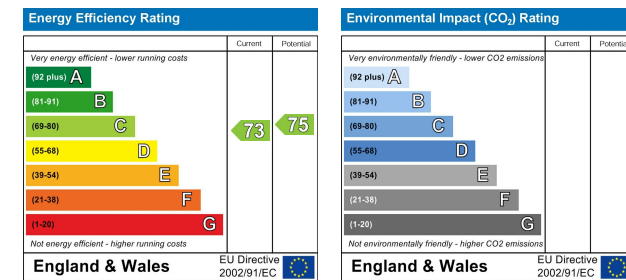 Energy Efficiency Rating
Current Potential
Very energy efficient - lower running costs
(92 plus) A
(81-91) B
(69-80) C
73 75
(55-68) D
(39-54) E
(21-38) F
(1-20) G
Not energy efficient - higher running costs
England & Wales
EU Directive
2002/91/EC
Environmental Impact (CO₂) Rating
Current Potential
Very environmentally friendly - lower CO2 emissions
(92 plus) A
(81-91) B
(69-80) C
(55-68) D
(39-54) E
(21-38) F
(1-20) G
Not environmentally friendly - higher CO2 emissions
England & Wales
EU Directive
2002/91/EC